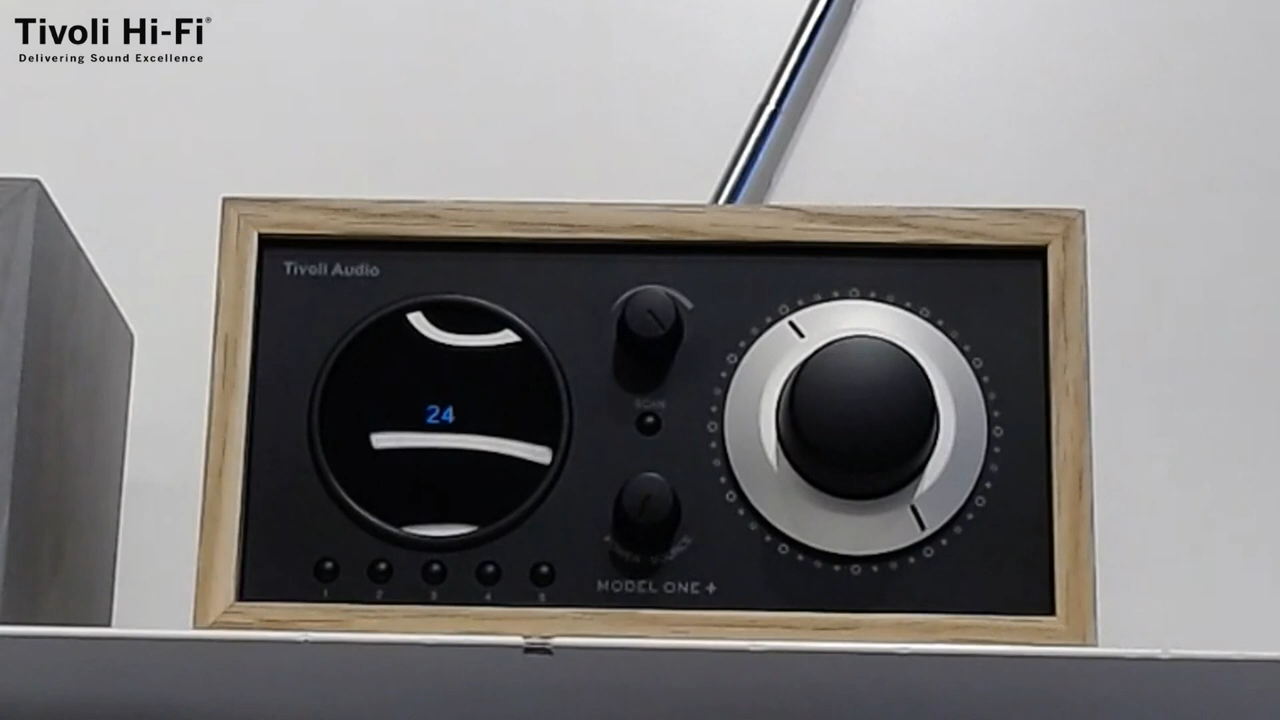 Tivoli Hi-Fi®
Delivering Sound Excellence
Tivoli Audio
24
SCAN
1 2 3 4 5
MODEL ONE +